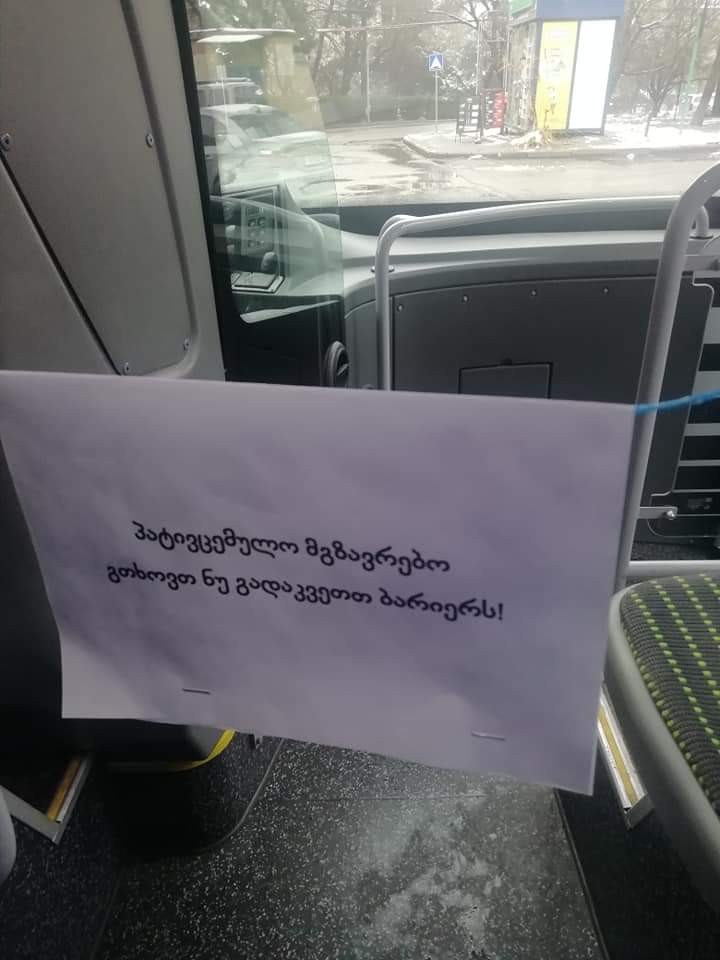 პატივცემულო მგზავრებო
გთხოვთ ნუ გადაკვეთთ ბარიერს!